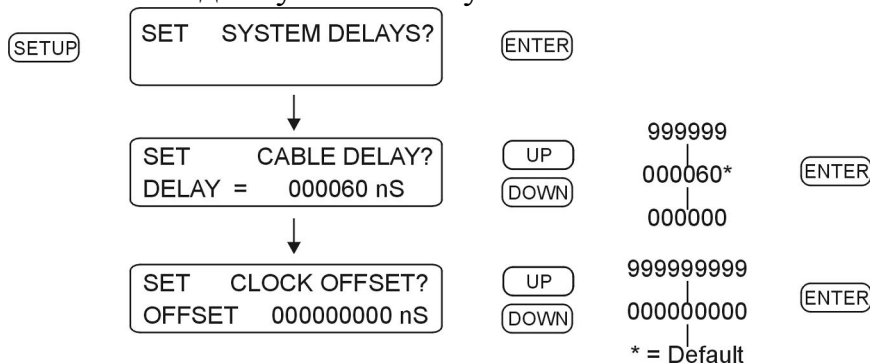 SETUP
SET SYSTEM DELAYS?
ENTER
SET CABLE DELAY?
DELAY = 000060 nS
UP
DOWN
999999
000060*
000000
ENTER
SET CLOCK OFFSET?
OFFSET 000000000 nS
UP
DOWN
999999999
000000000
* = Default
ENTER